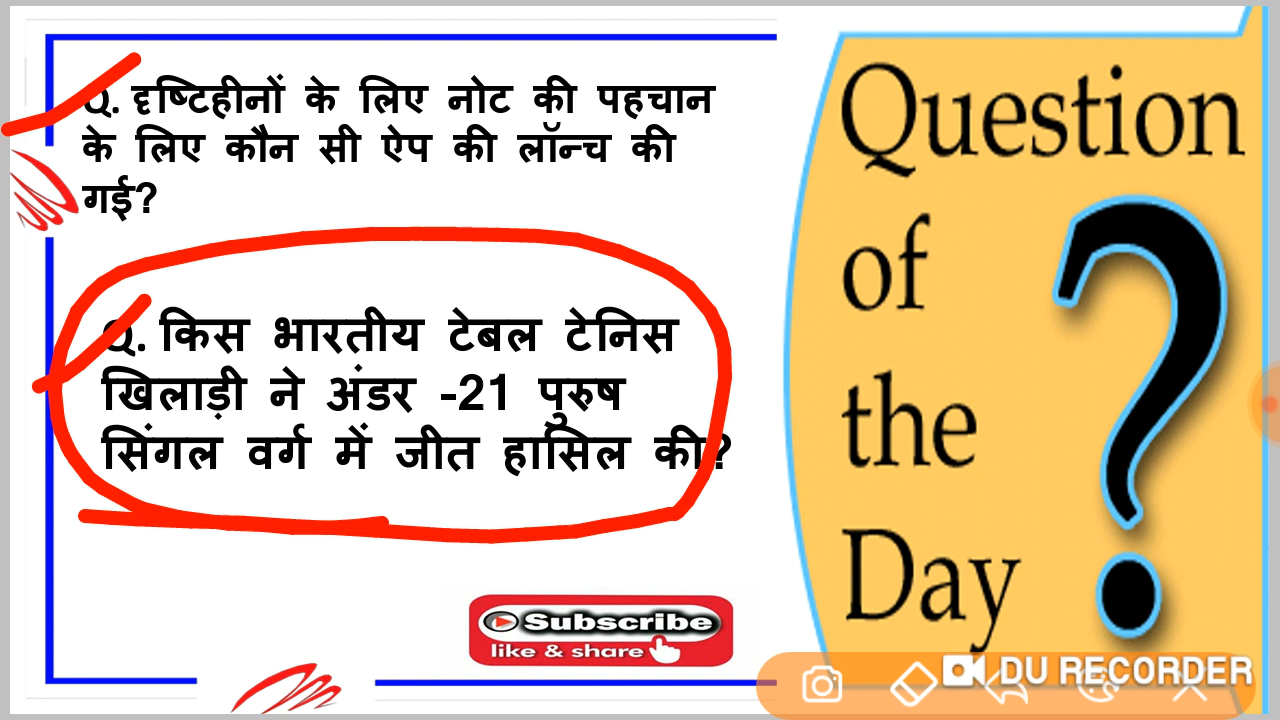 Q. दृष्टिहीनों के लिए नोट की पहचान
के लिए कौन सी ऐप की लॉन्च की
गई?
Q. किस भारतीय टेबल टेनिस
खिलाड़ी ने अंडर -21 पुरुष
सिंगल वर्ग में जीत हासिल की?
Subscribe
like & share
Question
of
the
Day
?
DU RECORDER